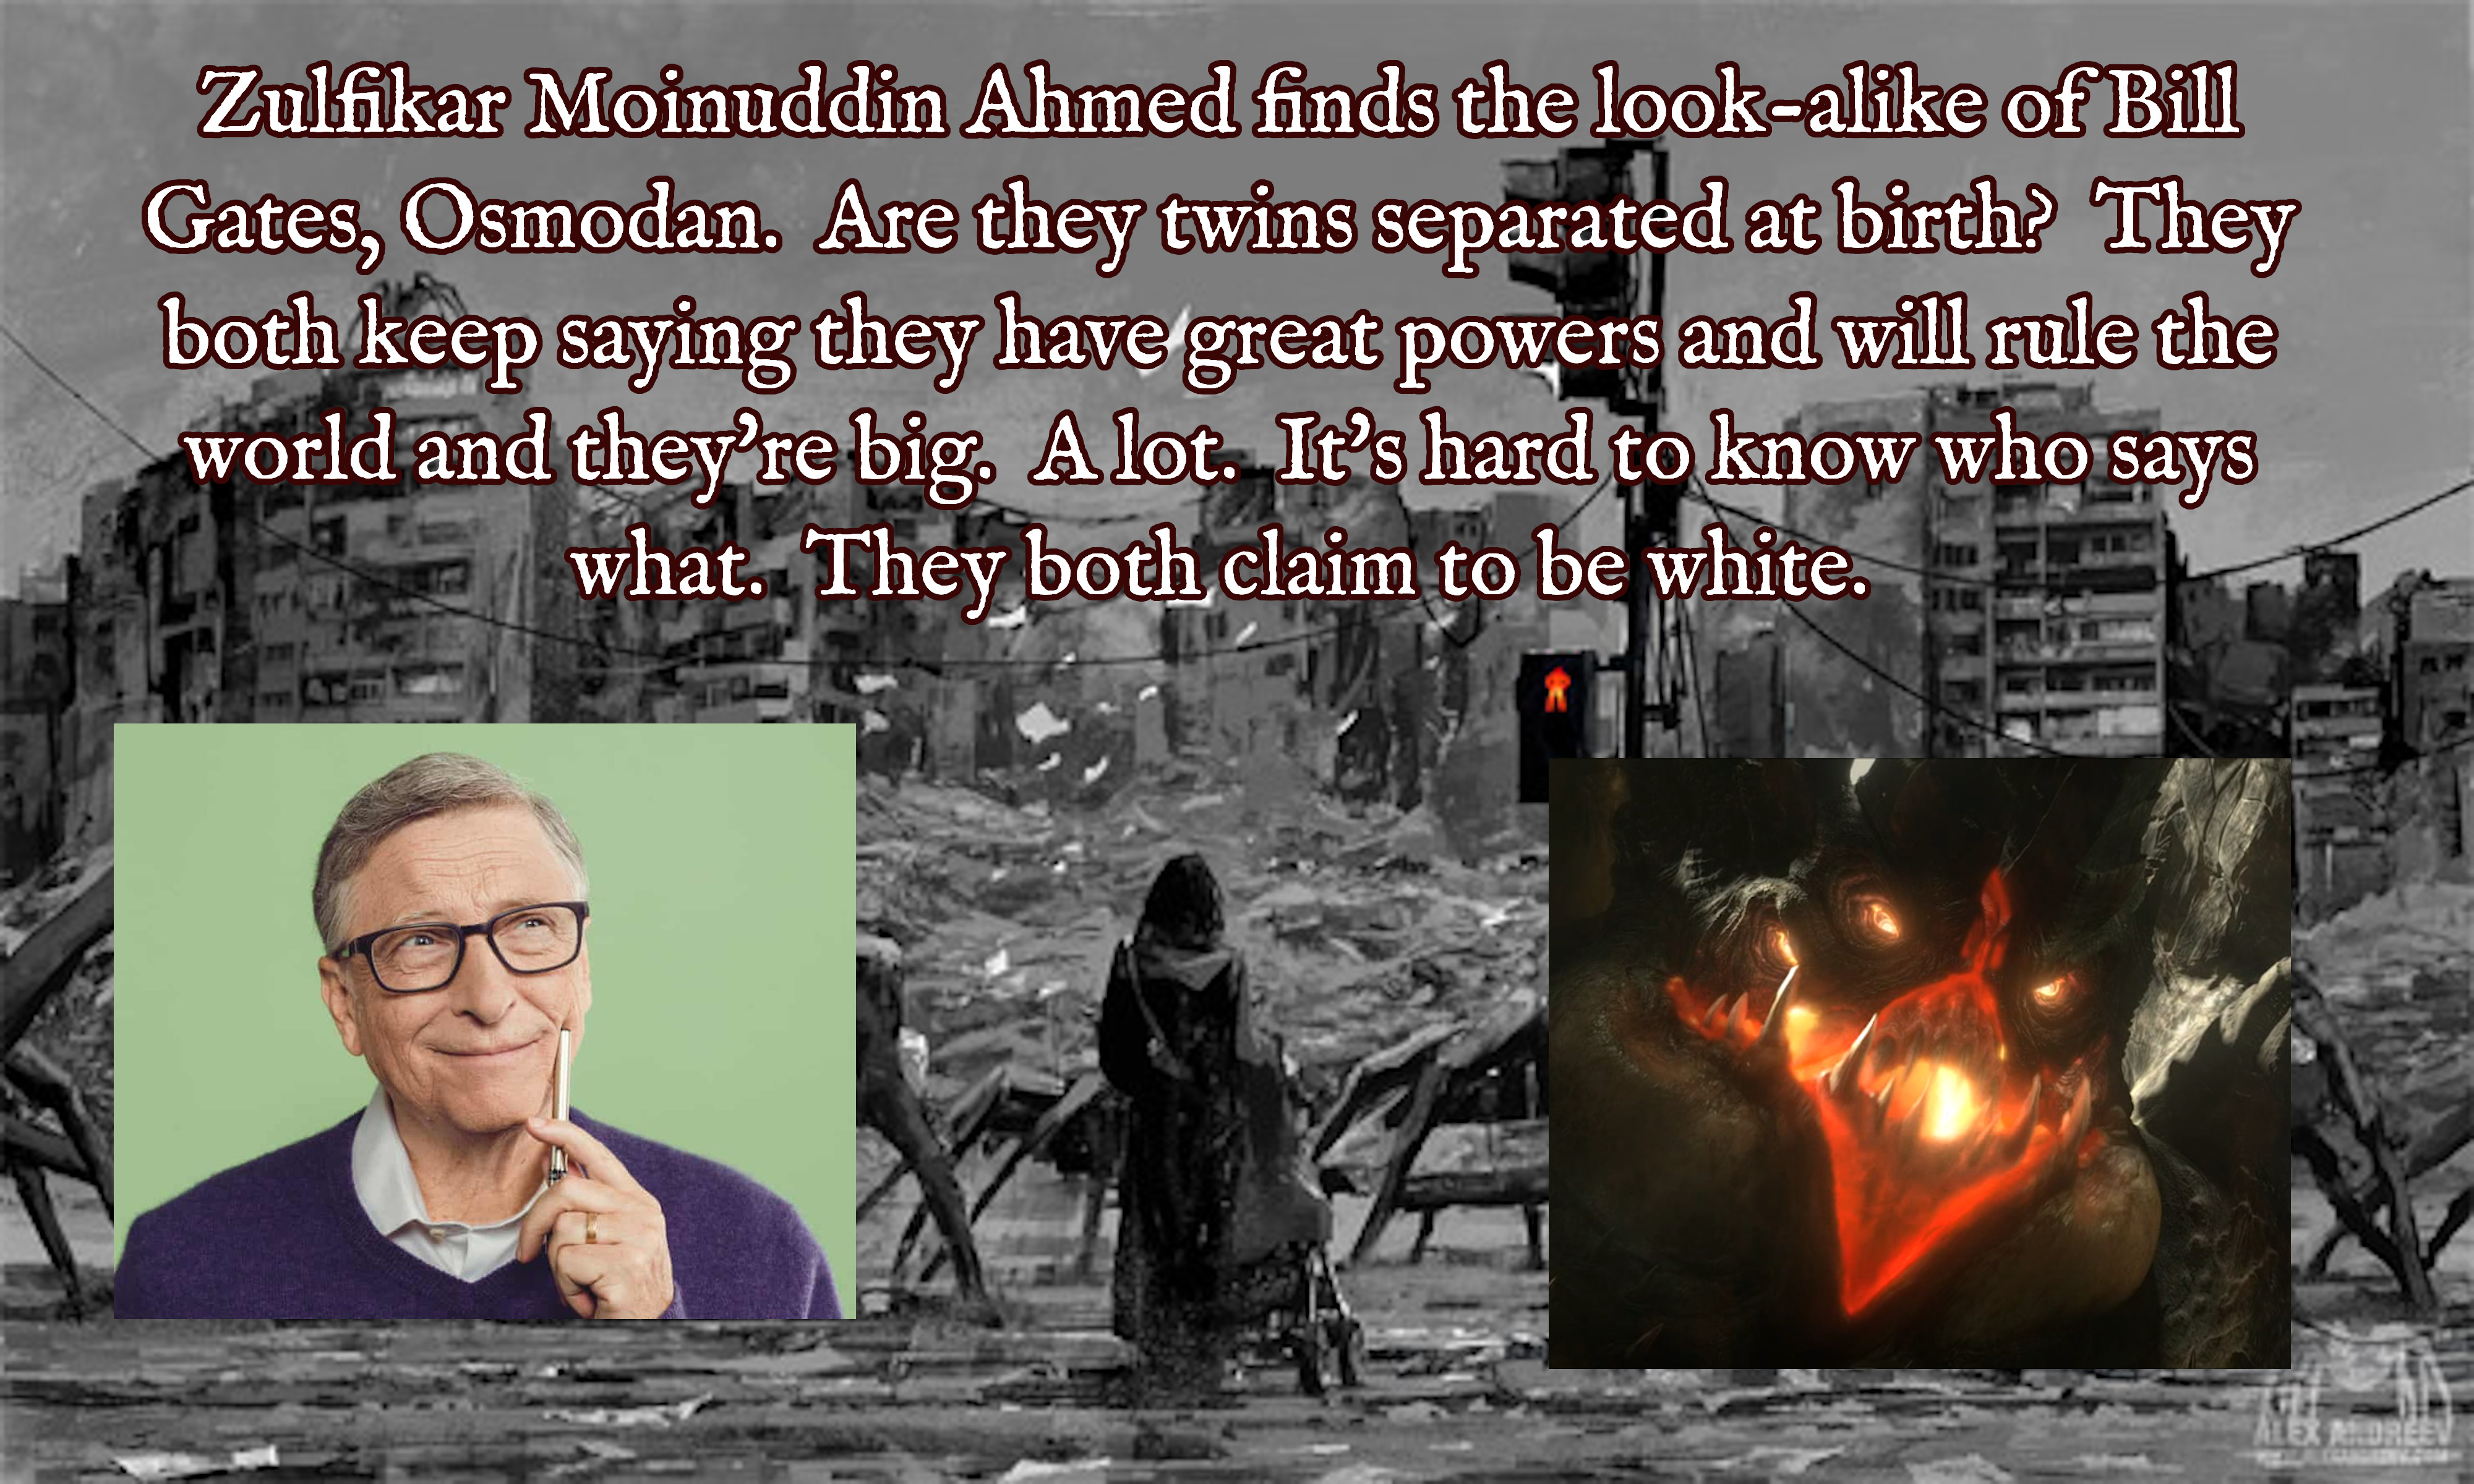 Zulfikar Moinuddin Ahmed finds the look-alike of Bill
Gates, Osmodan.  Are they twins separated at birth?  They
both keep saying they have great powers and will rule the
world and they’re big.  A lot.  It’s hard to know who says
what.  They both claim to be white.
ALEX ANDREEV